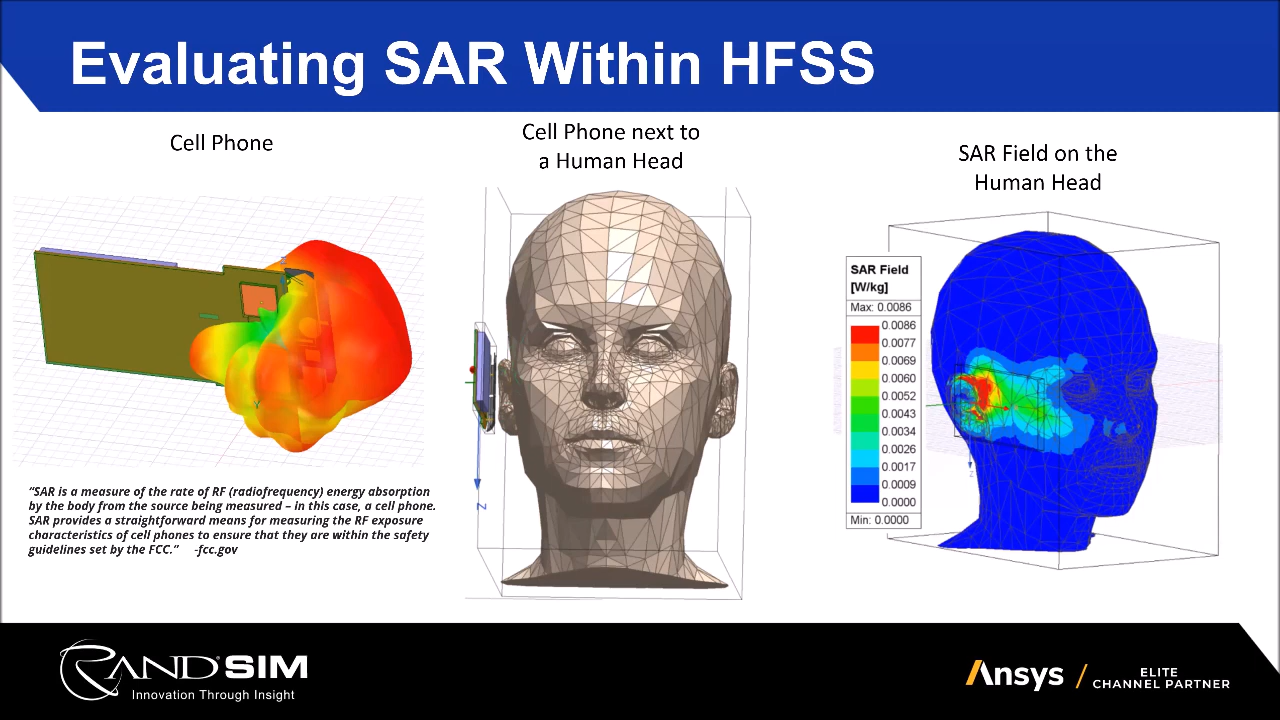 Evaluating SAR Within HFSS
Cell Phone
Cell Phone next to
a Human Head
SAR Field on the
Human Head
SAR Field
[W/kg]
Max: 0.0086
0.0086
0.0077
0.0069
0.0060
0.0052
0.0043
0.0034
0.0026
0.0017
0.0009
0.0000
Min: 0.0000
Z
Z
“SAR is a measure of the rate of RF (radiofrequency) energy absorption
by the body from the source being measured – in this case, a cell phone.
SAR provides a straightforward means for measuring the RF exposure
characteristics of cell phones to ensure that they are within the safety
guidelines set by the FCC.” -fcc.gov
RAND SIM
Innovation Through Insight
Ansys / ELITE
CHANNEL PARTNER